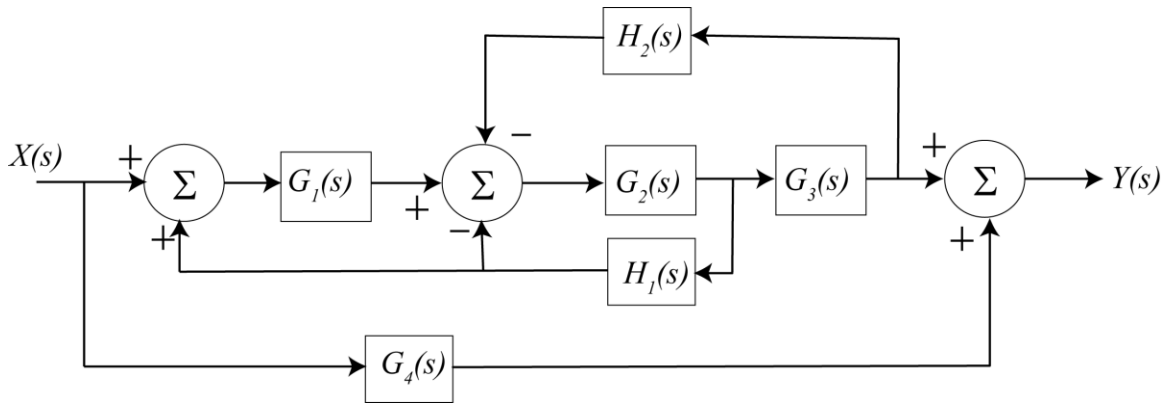 H₂(s)
X(s)
+
Σ
+
G₁(s)
+
−
Σ
−
G₂(s)
G₃(s)
+
Σ
+
Y(s)
H₁(s)
G₄(s)